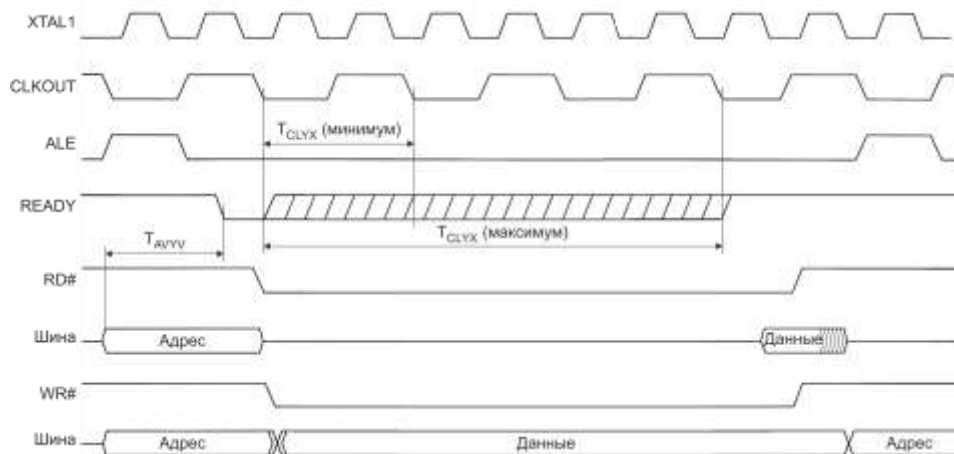 XTAL1
CLKOUT
T_CLYX (минимум)
ALE
READY
T_AVYV
T_CLYX (максимум)
RD#
Шина
Адрес
Данные
WR#
Шина
Адрес
Данные
Адрес